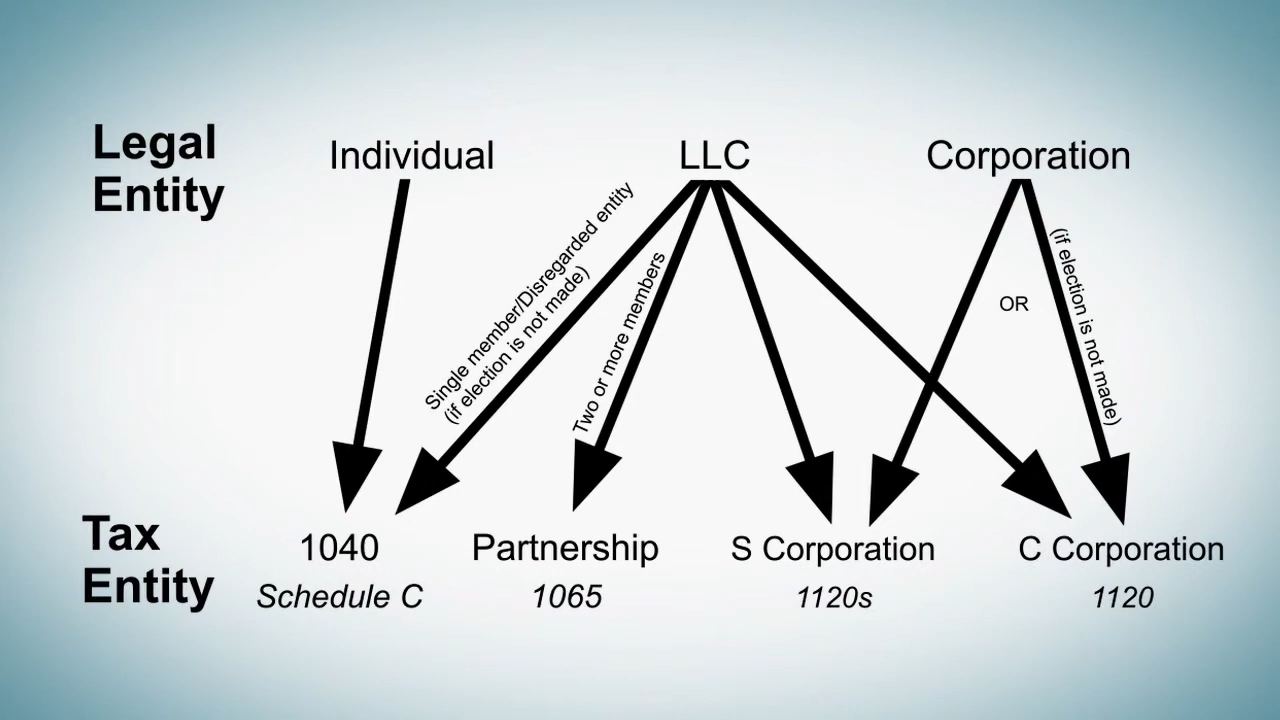 Legal
Entity
Individual
LLC
Corporation
Single member/Disregarded entity
(if election is not made)
Two or more members
OR
(if election is not made)
Tax
Entity
1040
Schedule C
Partnership
1065
S Corporation
1120s
C Corporation
1120